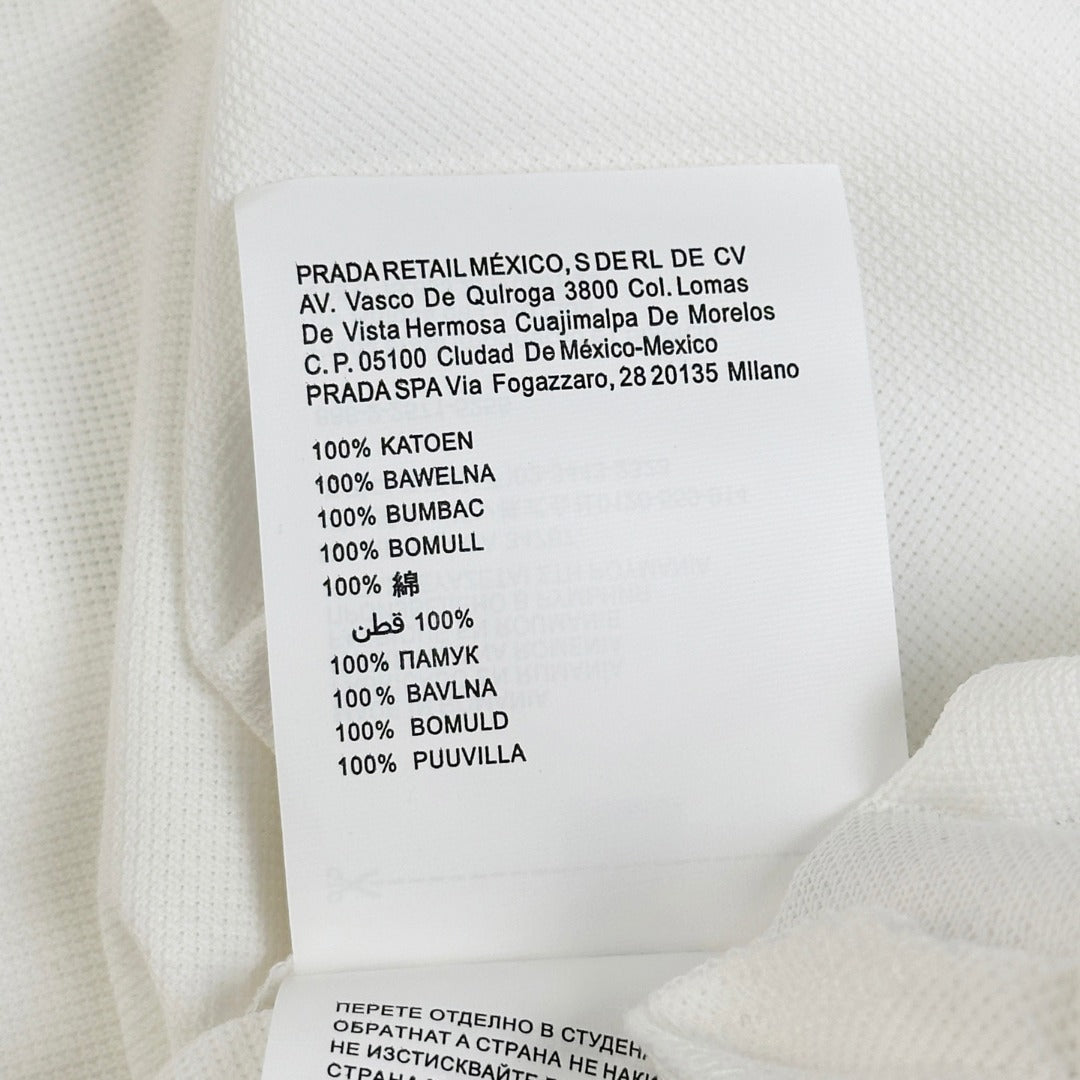 PRADA RETAIL MÉXICO, S DE RL DE CV
AV. Vasco De Qulroga 3800 Col. Lomas
De Vista Hermosa Cuajimalpa De Morelos
C. P. 05100 Cludad De México-Mexico
PRADA SPA Via Fogazzaro, 28 20135 MIlano
100% KATOEN
100% BAWELNA
100% BUMBAC
100% BOMULL
100% 綿
100% قطن
100% ПАМУК
100% BAVLNA
100% BOMULD
100% PUUVILLA
ПЕРЕТЕ ОТДЕЛНО В
ОБРАТНАТ А СТРАНА НЕ
НЕ ИЗСТИСКВАЙТЕ